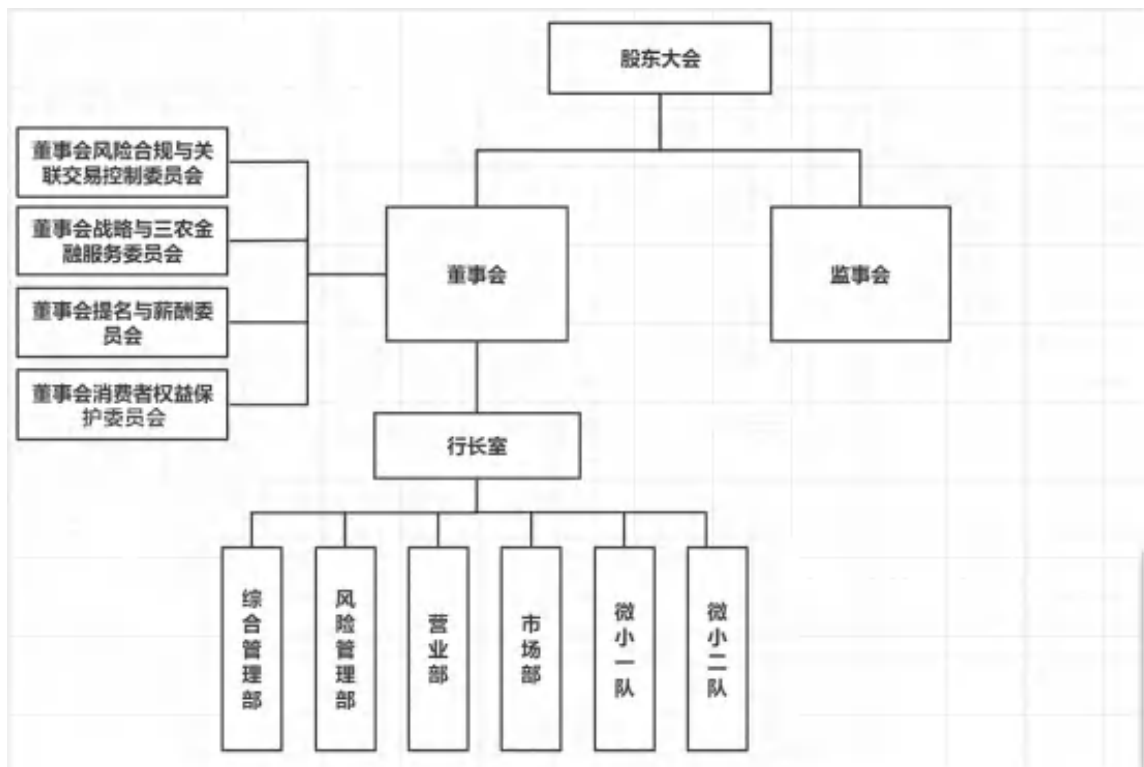 股东大会
董事会风险合规与关
联交易控制委员会
董事会战略与三农金
融服务委员会
董事会提名与薪酬委
员会
董事会消费者权益保
护委员会
董事会
监事会
行长室
综合管理部
风险管理部
营业部
市场部
微小一队
微小二队